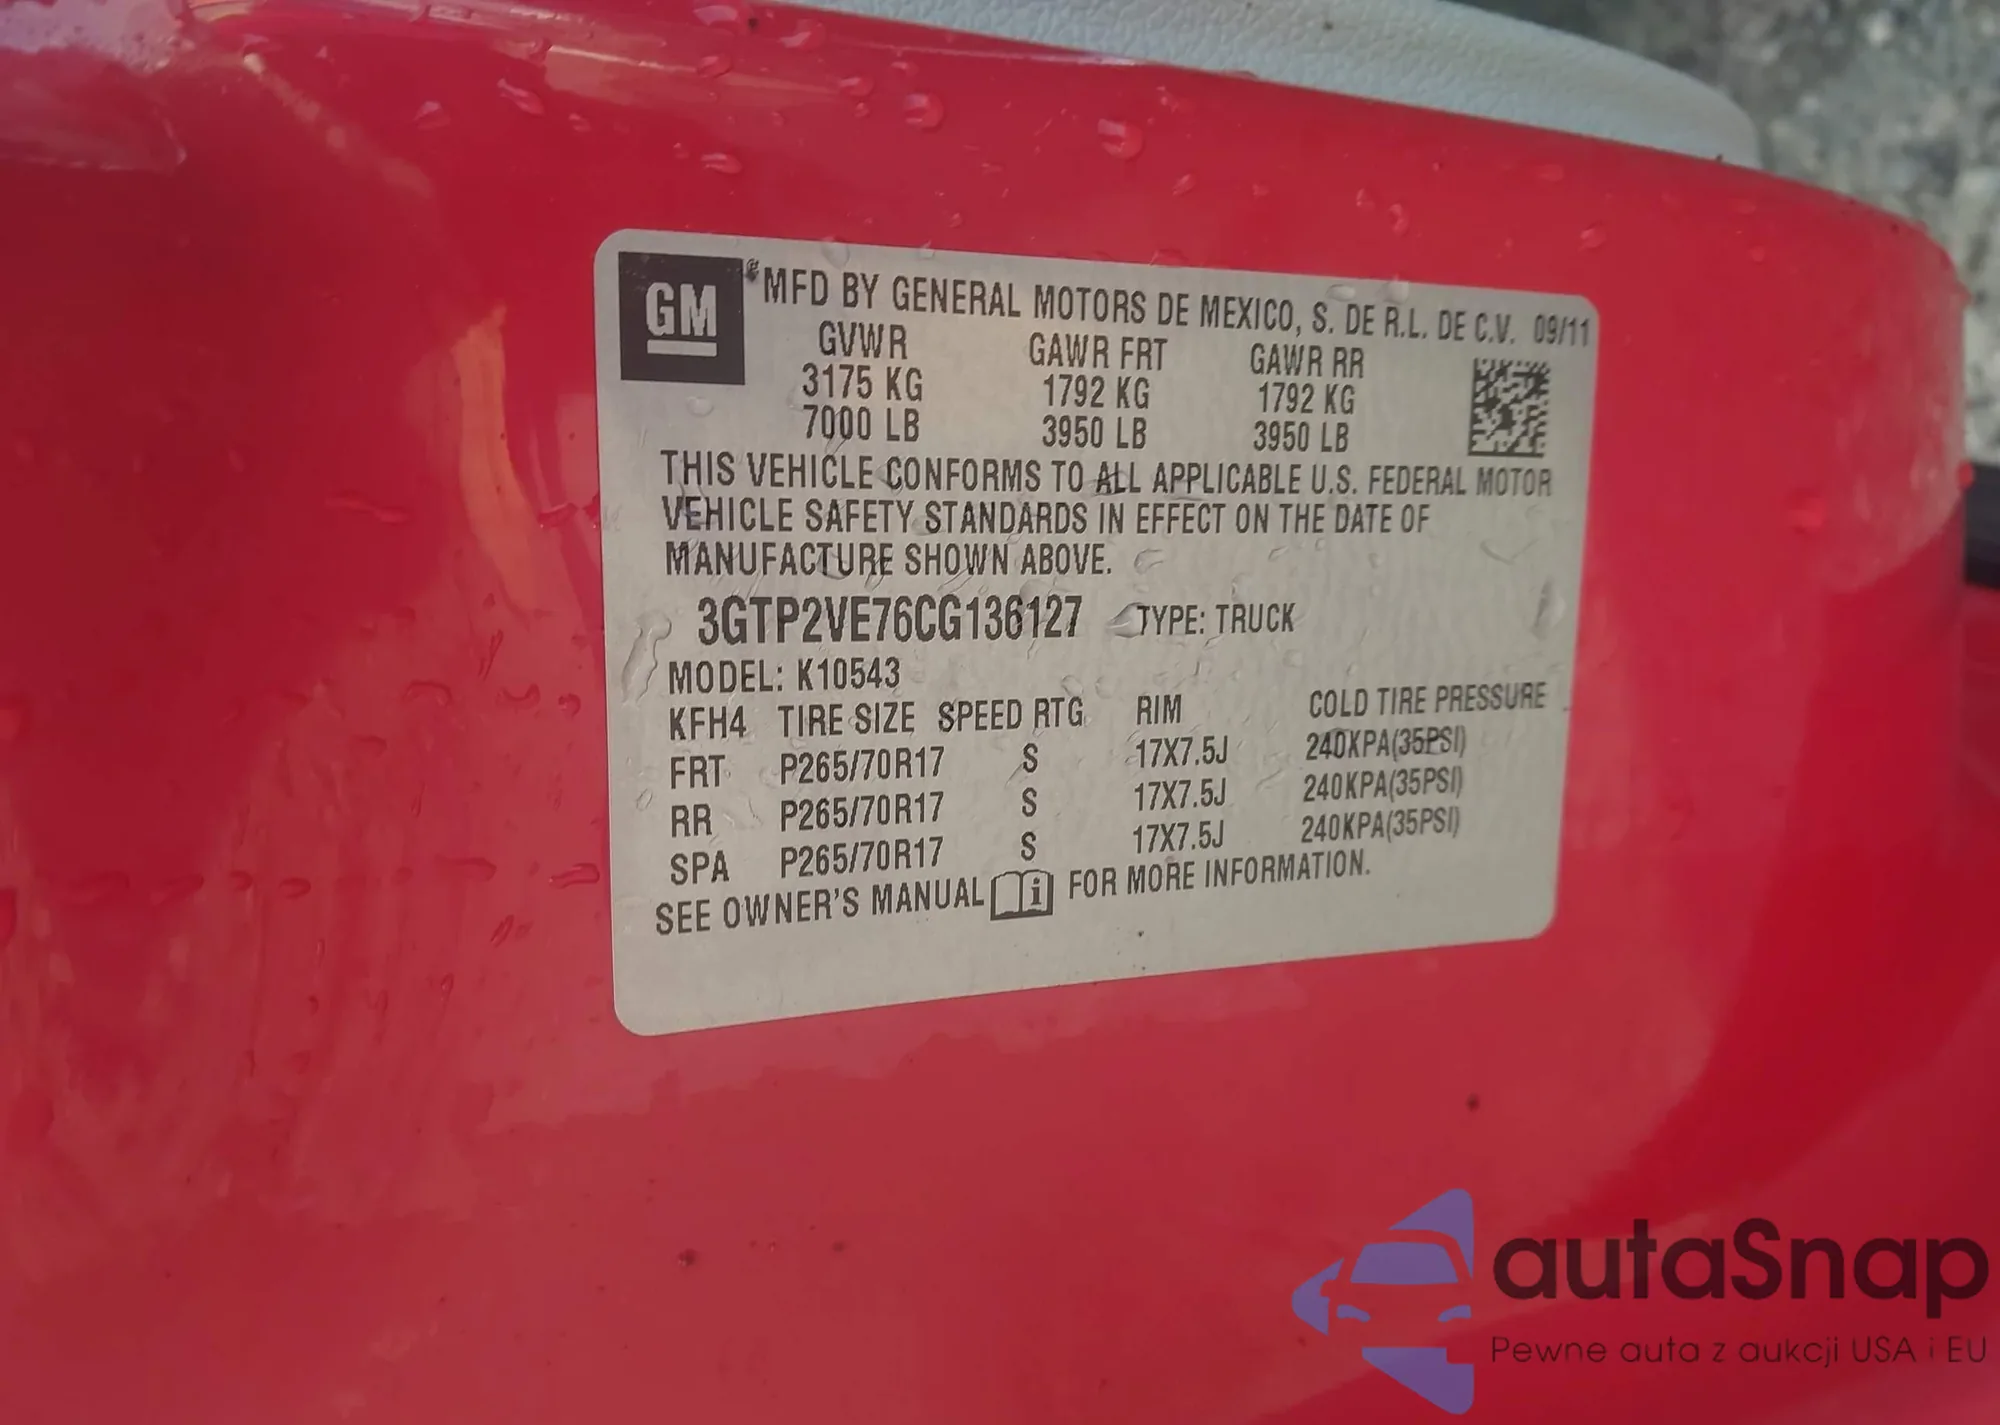 GM
MFD BY GENERAL MOTORS DE MEXICO, S. DE R.L. DE C.V. 09/11
GVWR GAWR FRT GAWR RR
3175 KG 1792 KG 1792 KG
7000 LB 3950 LB 3950 LB
THIS VEHICLE CONFORMS TO ALL APPLICABLE U.S. FEDERAL MOTOR
VEHICLE SAFETY STANDARDS IN EFFECT ON THE DATE OF
MANUFACTURE SHOWN ABOVE.
3GTP2VE76CG136127 TYPE: TRUCK
MODEL: K10543
KFH4 TIRE SIZE SPEED RTG RIM COLD TIRE PRESSURE
FRT P265/70R17 S 17X7.5J 240KPA(35PSI)
RR P265/70R17 S 17X7.5J 240KPA(35PSI)
SPA P265/70R17 S 17X7.5J 240KPA(35PSI)
SEE OWNER'S MANUAL i FOR MORE INFORMATION.
autaSnap
Pewne auta z aukcji USA i EU